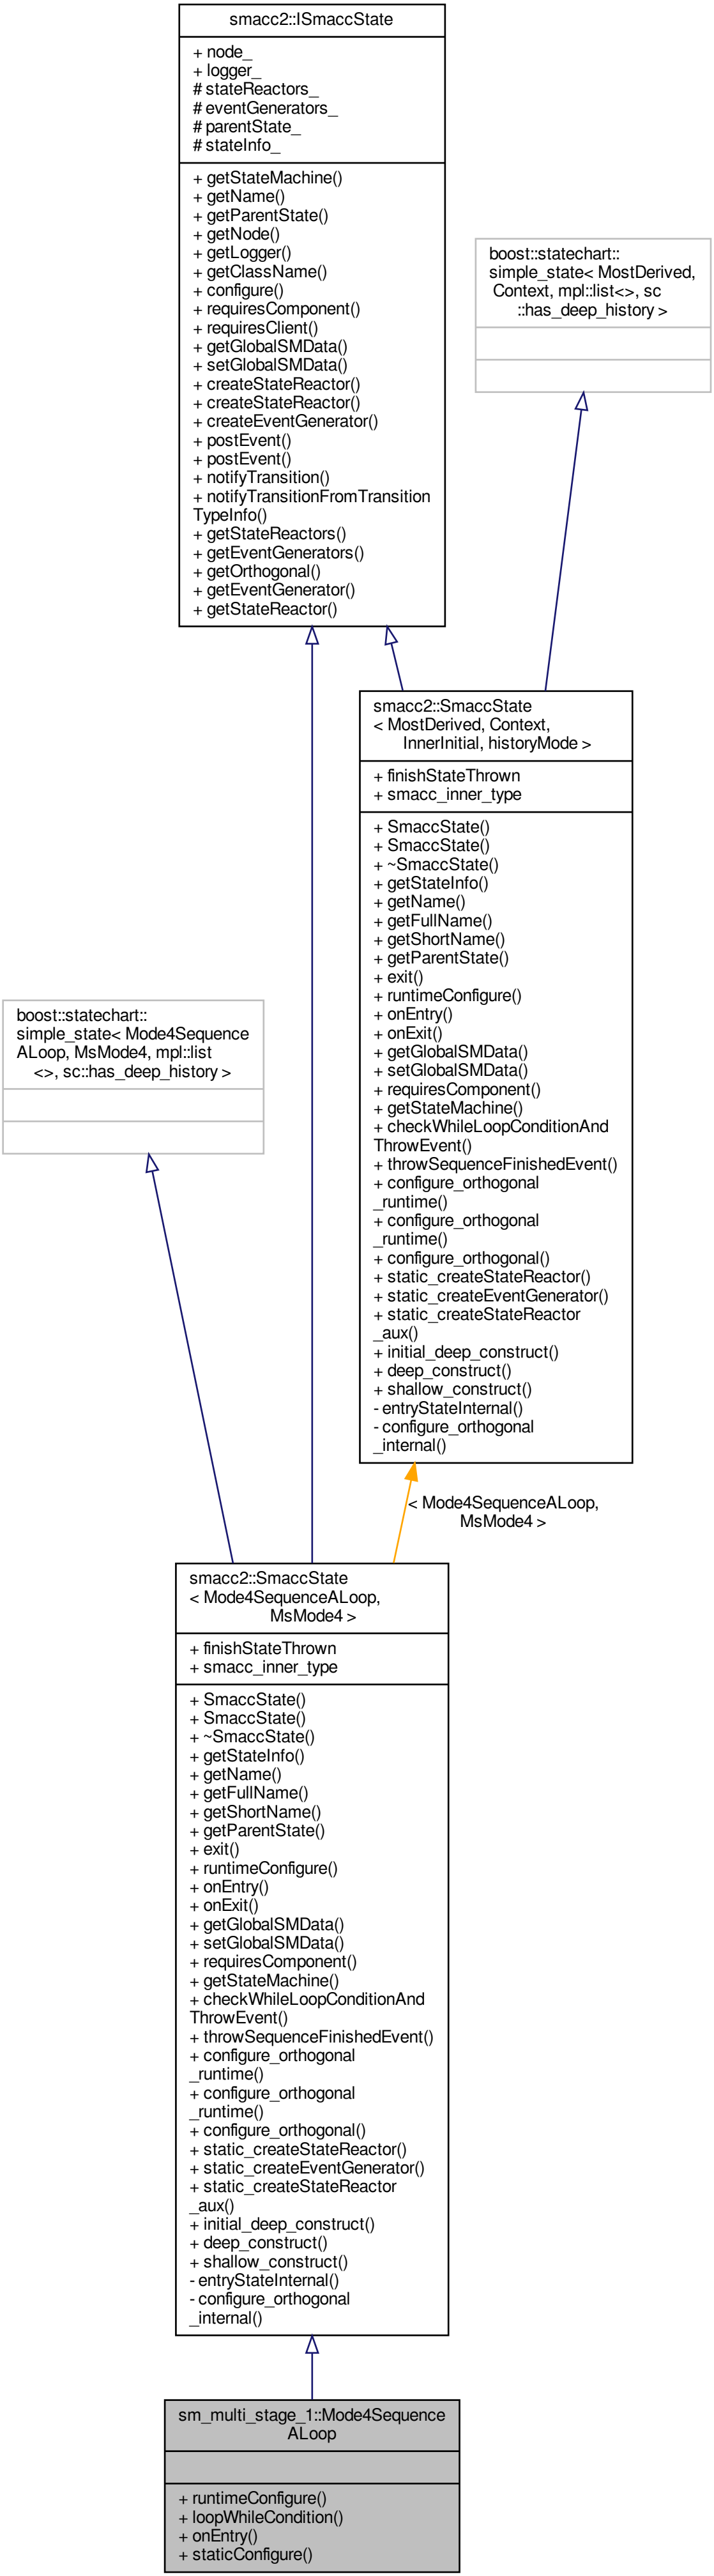 smacc2::ISmaccState
+ node_
+ logger_
# stateReactors_
# eventGenerators_
# parentState_
# stateInfo_
+ getStateMachine()
+ getName()
+ getParentState()
+ getNode()
+ getLogger()
+ getClassName()
+ configure()
+ requiresComponent()
+ requiresClient()
+ getGlobalSMData()
+ setGlobalSMData()
+ createStateReactor()
+ createStateReactor()
+ createEventGenerator()
+ postEvent()
+ postEvent()
+ notifyTransition()
+ notifyTransitionFromTransition
TypeInfo()
+ getStateReactors()
+ getEventGenerators()
+ getOrthogonal()
+ getEventGenerator()
+ getStateReactor()
boost::statechart::
simple_state< MostDerived,
Context, mpl::list<>, sc
::has_deep_history >
smacc2::SmaccState
< MostDerived, Context,
InnerInitial, historyMode >
+ finishStateThrown
+ smacc_inner_type
+ SmaccState()
+ SmaccState()
+ ~SmaccState()
+ getStateInfo()
+ getName()
+ getFullName()
+ getShortName()
+ getParentState()
+ exit()
+ runtimeConfigure()
+ onEntry()
+ onExit()
+ getGlobalSMData()
+ setGlobalSMData()
+ requiresComponent()
+ getStateMachine()
+ checkWhileLoopConditionAnd
ThrowEvent()
+ throwSequenceFinishedEvent()
+ configure_orthogonal
_runtime()
+ configure_orthogonal
_runtime()
+ configure_orthogonal()
+ static_createStateReactor()
+ static_createEventGenerator()
+ static_createStateReactor
_aux()
+ initial_deep_construct()
+ deep_construct()
+ shallow_construct()
- entryStateInternal()
- configure_orthogonal
_internal()
boost::statechart::
simple_state< Mode4Sequence
ALoop, MsMode4, mpl::list
<>, sc::has_deep_history >
< Mode4SequenceALoop,
MsMode4 >
smacc2::SmaccState
< Mode4SequenceALoop,
MsMode4 >
+ finishStateThrown
+ smacc_inner_type
+ SmaccState()
+ SmaccState()
+ ~SmaccState()
+ getStateInfo()
+ getName()
+ getFullName()
+ getShortName()
+ getParentState()
+ exit()
+ runtimeConfigure()
+ onEntry()
+ onExit()
+ getGlobalSMData()
+ setGlobalSMData()
+ requiresComponent()
+ getStateMachine()
+ checkWhileLoopConditionAnd
ThrowEvent()
+ throwSequenceFinishedEvent()
+ configure_orthogonal
_runtime()
+ configure_orthogonal
_runtime()
+ configure_orthogonal()
+ static_createStateReactor()
+ static_createEventGenerator()
+ static_createStateReactor
_aux()
+ initial_deep_construct()
+ deep_construct()
+ shallow_construct()
- entryStateInternal()
- configure_orthogonal
_internal()
sm_multi_stage_1::Mode4Sequence
ALoop
+ runtimeConfigure()
+ loopWhileCondition()
+ onEntry()
+ staticConfigure()